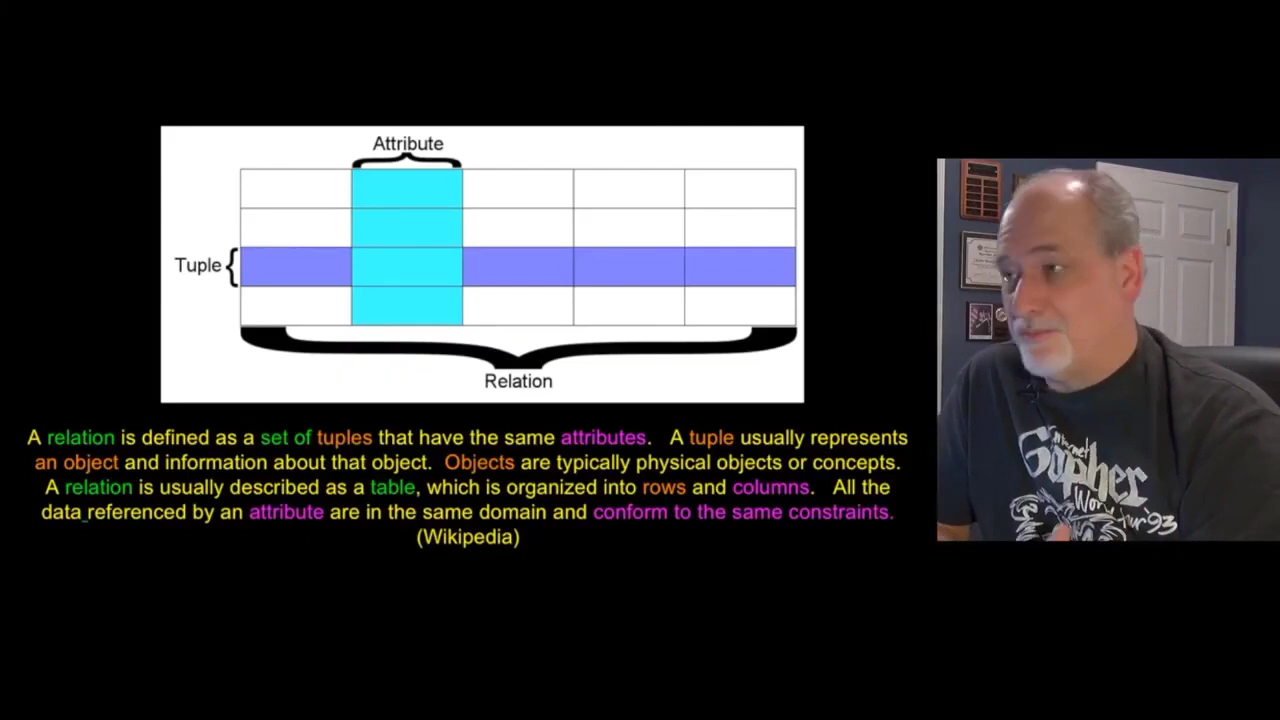 Attribute
Tuple
Relation
A relation is defined as a set of tuples that have the same attributes. A tuple usually represents
an object and information about that object. Objects are typically physical objects or concepts.
A relation is usually described as a table, which is organized into rows and columns. All the
data referenced by an attribute are in the same domain and conform to the same constraints.
(Wikipedia)
Gopher
World Tour '93